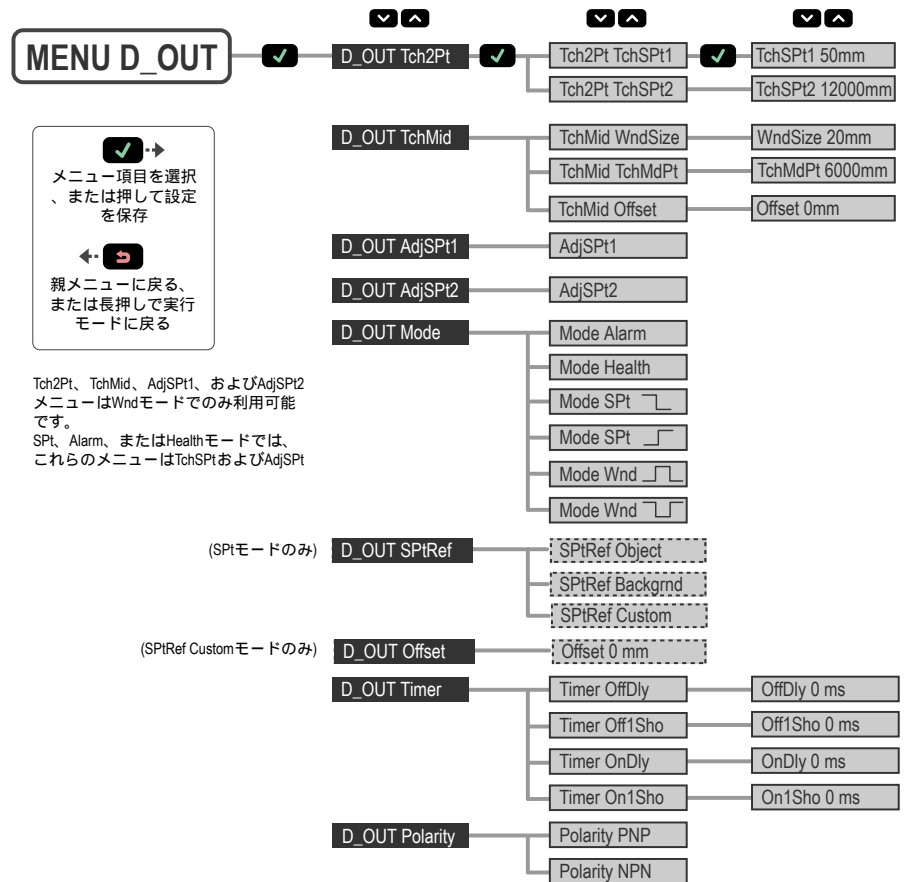 MENU D_OUT
D_OUT Tch2Pt
Tch2Pt TchSPt1
TchSPt1 50mm
Tch2Pt TchSPt2
TchSPt2 12000mm
メニュー項目を選択
、または押して設定
を保存
親メニューに戻る、
または長押しで実行
モードに戻る
D_OUT TchMid
TchMid WndSize
WndSize 20mm
TchMid TchMdPt
TchMdPt 6000mm
TchMid Offset
Offset 0mm
D_OUT AdjSPt1
AdjSPt1
D_OUT AdjSPt2
AdjSPt2
D_OUT Mode
Mode Alarm
Mode Health
Mode SPt
Mode SPt
Mode Wnd
Mode Wnd
Tch2Pt、TchMid、AdjSPt1、およびAdjSPt2
メニューはWndモードでのみ利用可能
です。
SPt、Alarm、またはHealthモードでは、
これらのメニューはTchSPtおよびAdjSPt
(SPtモードのみ)
D_OUT SPtRef
SPtRef Object
SPtRef Backgrnd
SPtRef Custom
(SPtRef Customモードのみ)
D_OUT Offset
Offset 0 mm
D_OUT Timer
Timer OffDly
OffDly 0 ms
Timer Off1Sho
Off1Sho 0 ms
Timer OnDly
OnDly 0 ms
Timer On1Sho
On1Sho 0 ms
D_OUT Polarity
Polarity PNP
Polarity NPN